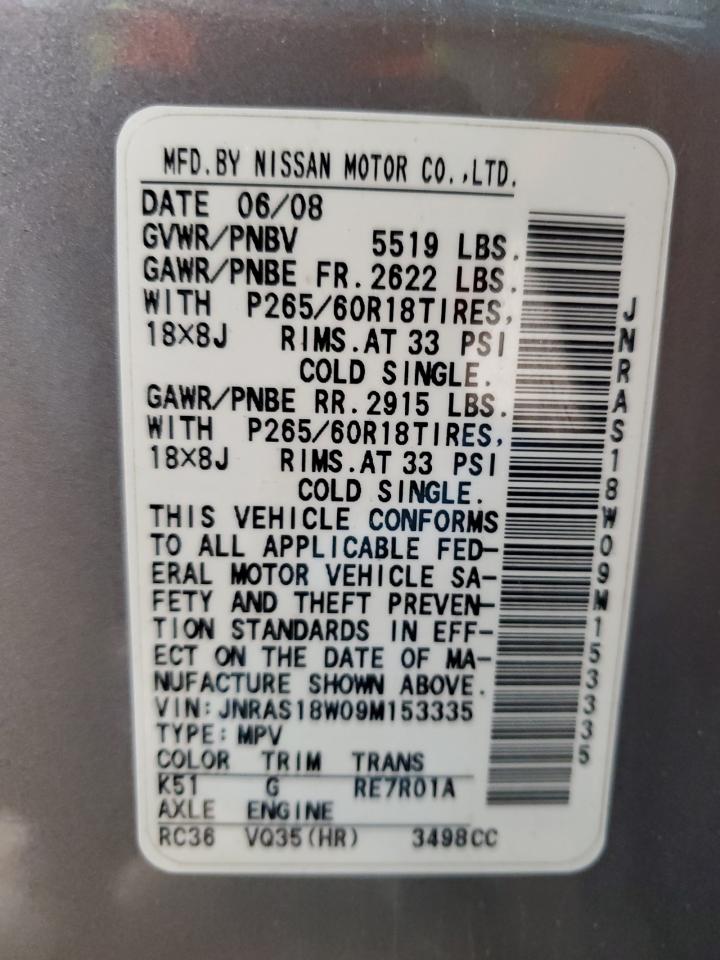 MFD.BY NISSAN MOTOR CO.,LTD.
DATE 06/08
GVWR/PNBV 5519 LBS.
GAWR/PNBE FR.2622 LBS.
WITH P265/60R18TIRES,
18X8J RIMS.AT 33 PSI
COLD SINGLE.
GAWR/PNBE RR.2915 LBS.
WITH P265/60R18TIRES,
18X8J RIMS.AT 33 PSI
COLD SINGLE.
THIS VEHICLE CONFORMS
TO ALL APPLICABLE FED-
ERAL MOTOR VEHICLE SA-
FETY AND THEFT PREVEN-
TION STANDARDS IN EFF-
ECT ON THE DATE OF MA-
NUFACTURE SHOWN ABOVE.
VIN:JNRAS18W09M153335
TYPE:MPV
COLOR TRIM TRANS
K51 G RE7R01A
AXLE ENGINE
RC36 VQ35(HR) 3498CC
JNRAS18W09M153335